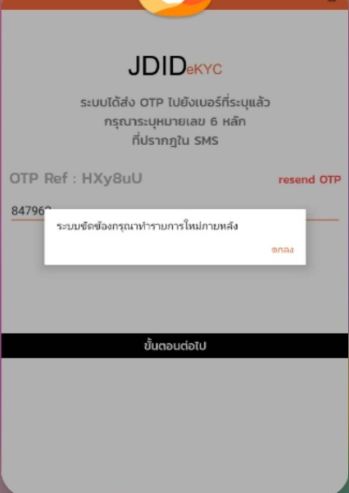 JDIDeKYC
ระบบได้ส่ง OTP ไปยังเบอร์ที่ระบุแล้ว
กรุณาระบุหมายเลข 6 หลัก
ที่ปรากฏใน SMS
OTP Ref : HXy8uU
resend OTP
84796
ระบบขัดข้องกรุณาทำรายการใหม่ภายหลัง
ตกลง
ขั้นตอนต่อไป